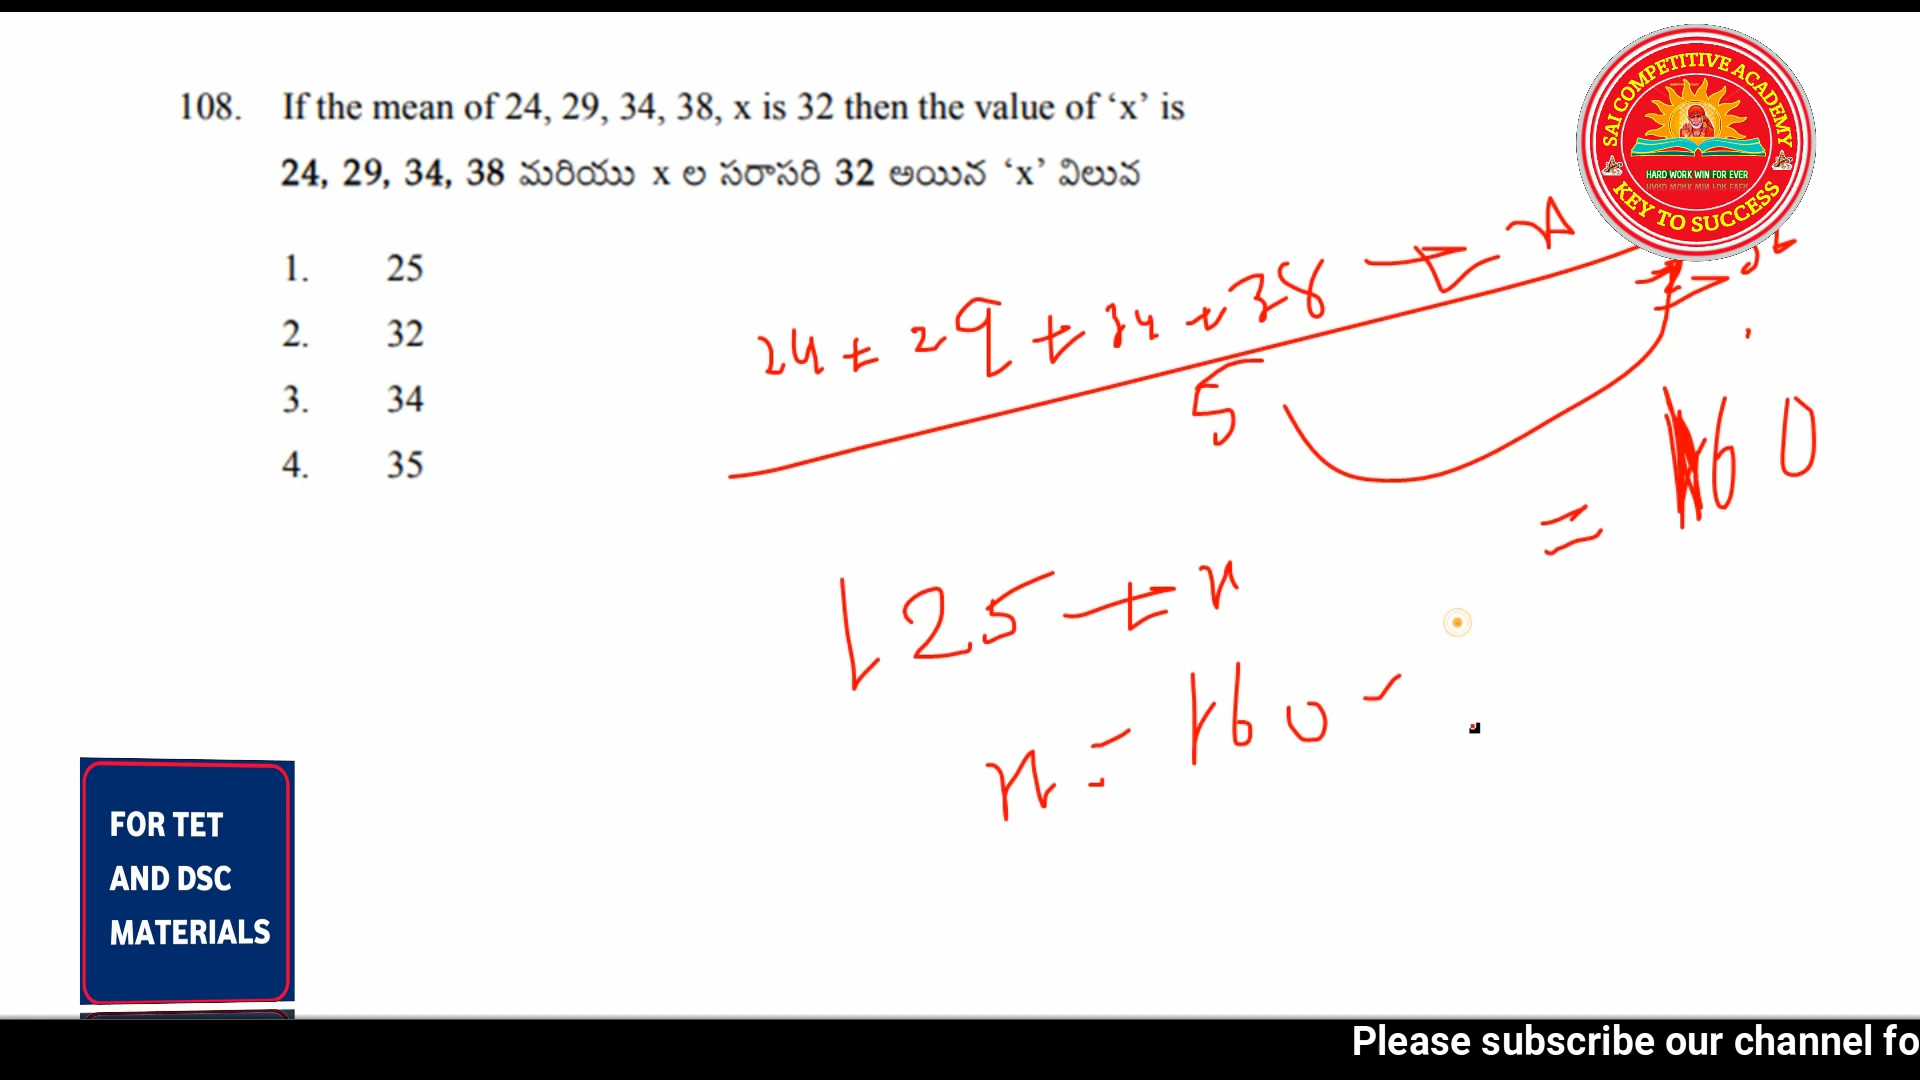 108. If the mean of 24, 29, 34, 38, x is 32 then the value of ‘x’ is
24, 29, 34, 38 మరియు x ల సరాసరి 32 అయిన ‘x’ విలువ
1. 25
2. 32
3. 34
4. 35
24 + 29 + 34 + 38 + x
5
= 160
125 + x
x = 160 -
SAI COMPETITIVE ACADEMY
HARD WORK WIN FOR EVER
KEY TO SUCCESS
FOR TET
AND DSC
MATERIALS
Please subscribe our channel fo